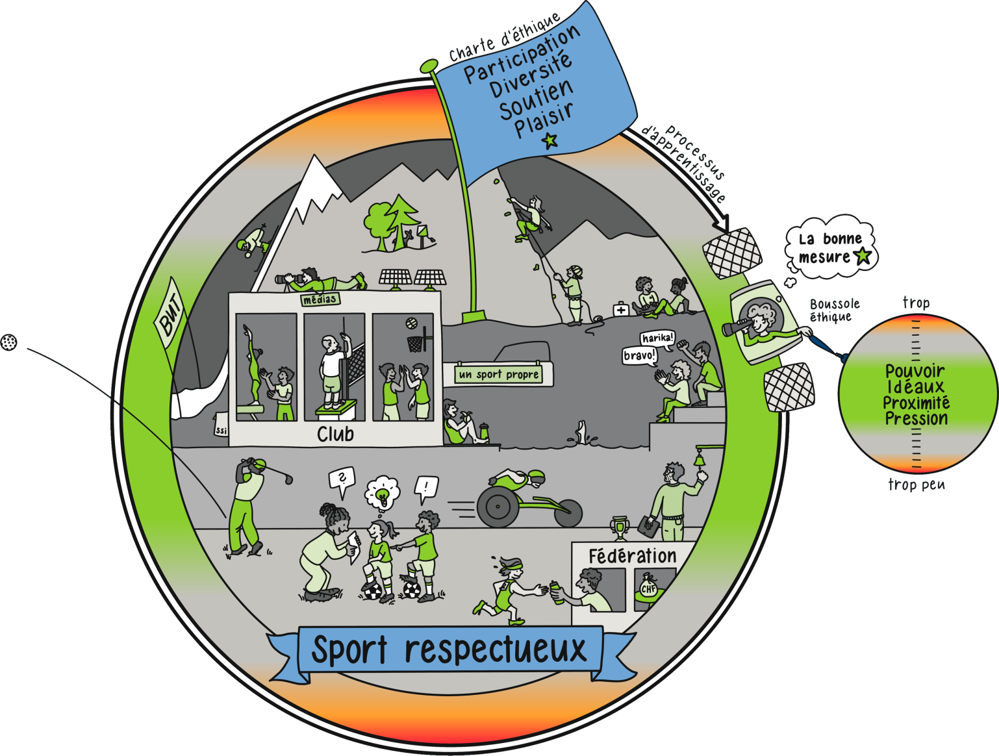 Charte d'éthique
Participation
Diversité
Soutien
Plaisir
processus
d'apprentissage
La bonne
mesure
Boussole
éthique
trop
Pouvoir
Idéaux
Proximité
Pression
trop peu
BWT
médias
harika!
bravo!
un sport propre
ssi
Club
?
!
Fédération
CHF
Sport respectueux